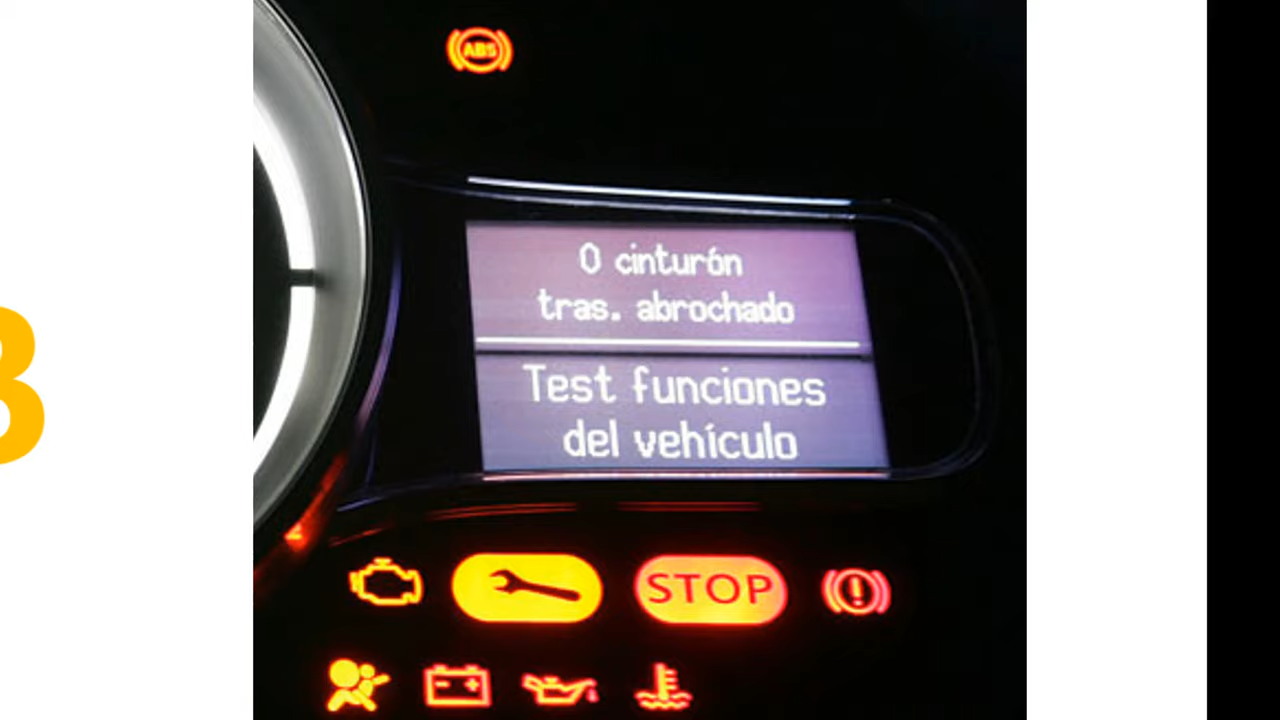 ABS
0 cinturón
tras. abrochado
Test funciones
del vehículo
STOP